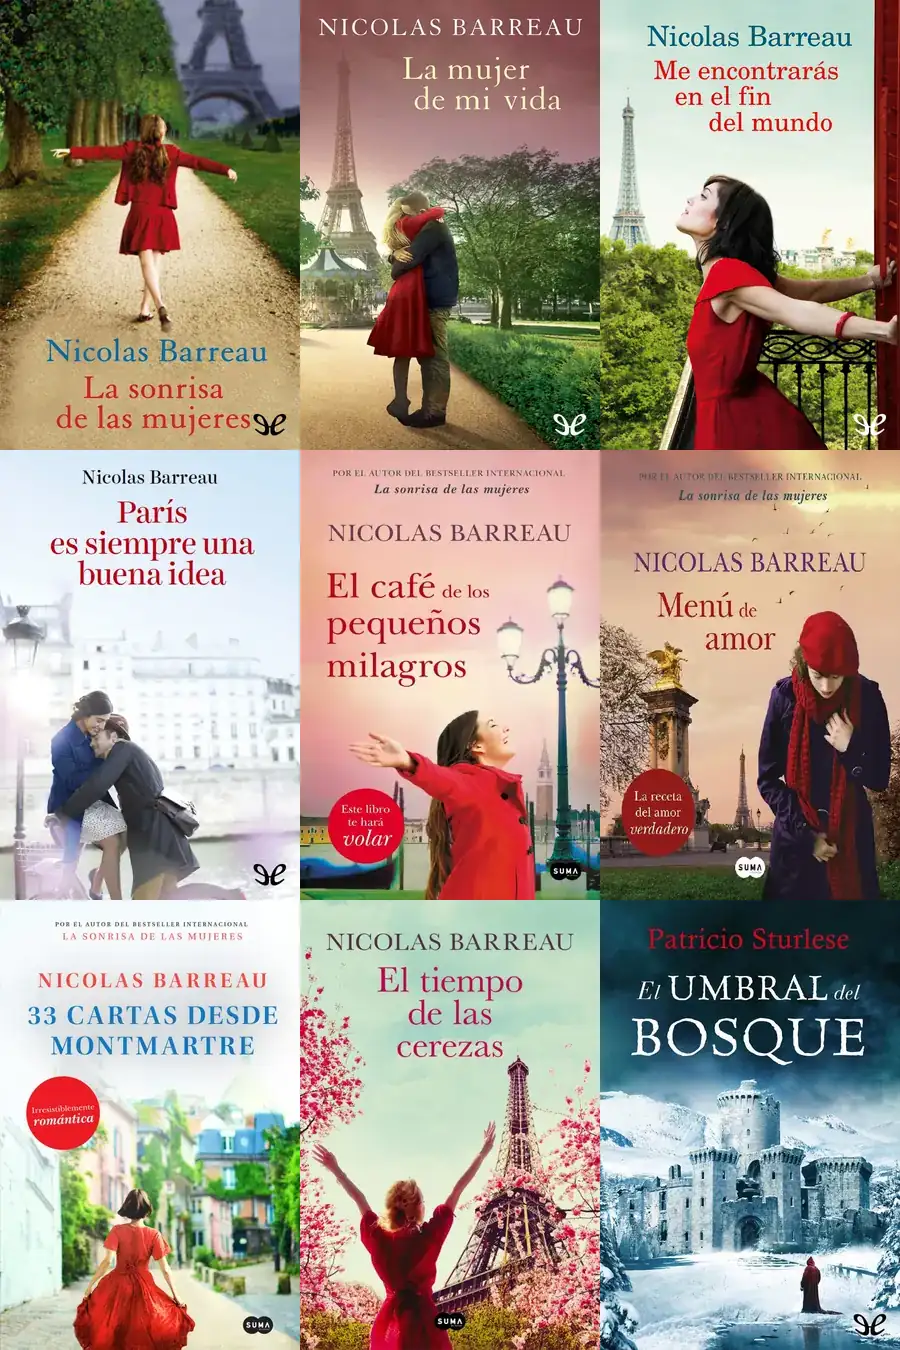 Nicolas Barreau
La sonrisa
de las mujeres
NICOLAS BARREAU
La mujer
de mi vida
Nicolas Barreau
Me encontrarás
en el fin
del mundo
Nicolas Barreau
París
es siempre una
buena idea
POR EL AUTOR DEL BESTSELLER INTERNACIONAL
La sonrisa de las mujeres
NICOLAS BARREAU
El café de los
pequeños
milagros
Este libro
te hará
volar
SUMA
POR EL AUTOR DEL BESTSELLER INTERNACIONAL
La sonrisa de las mujeres
NICOLAS BARREAU
Menú de
amor
La receta
del amor
verdadero
SUMA
POR EL AUTOR DEL BESTSELLER INTERNACIONAL
LA SONRISA DE LAS MUJERES
NICOLAS BARREAU
33 CARTAS DESDE
MONTMARTRE
Irresistiblemente
romántica
SUMA
NICOLAS BARREAU
El tiempo
de las
cerezas
SUMA
Patricio Sturlese
El UMBRAL del
BOSQUE